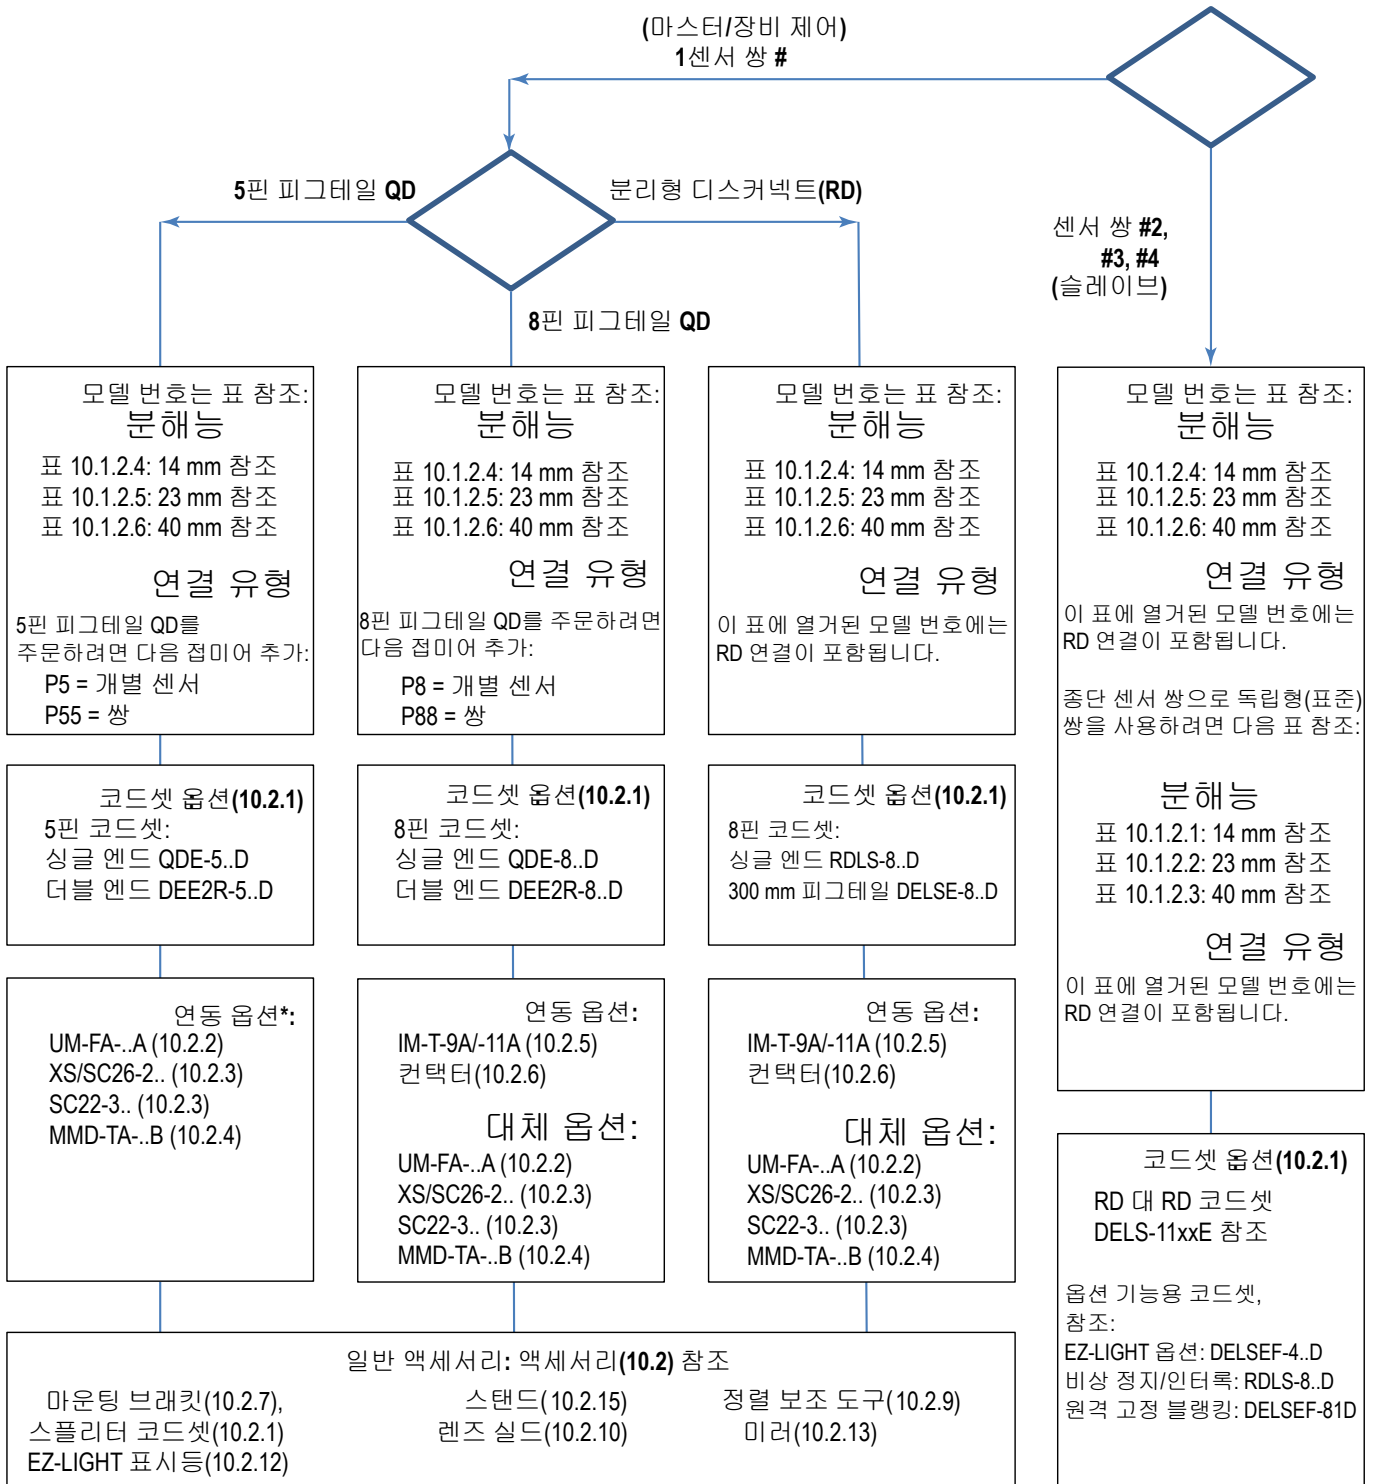 (마스터/장비 제어)
1센서 쌍 #
5핀 피그테일 QD
분리형 디스커넥트(RD)
8핀 피그테일 QD
센서 쌍 #2,
#3, #4
(슬레이브)
모델 번호는 표 참조:
분해능
표 10.1.2.4: 14 mm 참조
표 10.1.2.5: 23 mm 참조
표 10.1.2.6: 40 mm 참조
연결 유형
5핀 피그테일 QD를
주문하려면 다음 접미어 추가:
P5 = 개별 센서
P55 = 쌍
코드셋 옵션(10.2.1)
5핀 코드셋:
싱글 엔드 QDE-5..D
더블 엔드 DEE2R-5..D
연동 옵션*:
UM-FA-..A (10.2.2)
XS/SC26-2.. (10.2.3)
SC22-3.. (10.2.3)
MMD-TA-..B (10.2.4)
모델 번호는 표 참조:
분해능
표 10.1.2.4: 14 mm 참조
표 10.1.2.5: 23 mm 참조
표 10.1.2.6: 40 mm 참조
연결 유형
8핀 피그테일 QD를 주문하려면
다음 접미어 추가:
P8 = 개별 센서
P88 = 쌍
코드셋 옵션(10.2.1)
8핀 코드셋:
싱글 엔드 QDE-8..D
더블 엔드 DEE2R-8..D
연동 옵션:
IM-T-9A/-11A (10.2.5)
컨택터(10.2.6)
대체 옵션:
UM-FA-..A (10.2.2)
XS/SC26-2.. (10.2.3)
SC22-3.. (10.2.3)
MMD-TA-..B (10.2.4)
모델 번호는 표 참조:
분해능
표 10.1.2.4: 14 mm 참조
표 10.1.2.5: 23 mm 참조
표 10.1.2.6: 40 mm 참조
연결 유형
이 표에 열거된 모델 번호에는
RD 연결이 포함됩니다.
코드셋 옵션(10.2.1)
8핀 코드셋:
싱글 엔드 RDLS-8..D
300 mm 피그테일 DELSE-8..D
연동 옵션:
IM-T-9A/-11A (10.2.5)
컨택터(10.2.6)
대체 옵션:
UM-FA-..A (10.2.2)
XS/SC26-2.. (10.2.3)
SC22-3.. (10.2.3)
MMD-TA-..B (10.2.4)
모델 번호는 표 참조:
분해능
표 10.1.2.4: 14 mm 참조
표 10.1.2.5: 23 mm 참조
표 10.1.2.6: 40 mm 참조
연결 유형
이 표에 열거된 모델 번호에는
RD 연결이 포함됩니다.
종단 센서 쌍으로 독립형(표준)
쌍을 사용하려면 다음 표 참조:
분해능
표 10.1.2.1: 14 mm 참조
표 10.1.2.2: 23 mm 참조
표 10.1.2.3: 40 mm 참조
연결 유형
이 표에 열거된 모델 번호에는
RD 연결이 포함됩니다.
코드셋 옵션(10.2.1)
RD 대 RD 코드셋
DELS-11xxE 참조
옵션 기능용 코드셋,
참조:
EZ-LIGHT 옵션: DELSEF-4..D
비상 정지/인터록: RDLS-8..D
원격 고정 블랭킹: DELSEF-81D
일반 액세서리: 액세서리(10.2) 참조
마운팅 브래킷(10.2.7),
스플리터 코드셋(10.2.1)
EZ-LIGHT 표시등(10.2.12)
스탠드(10.2.15)
렌즈 실드(10.2.10)
정렬 보조 도구(10.2.9)
미러(10.2.13)